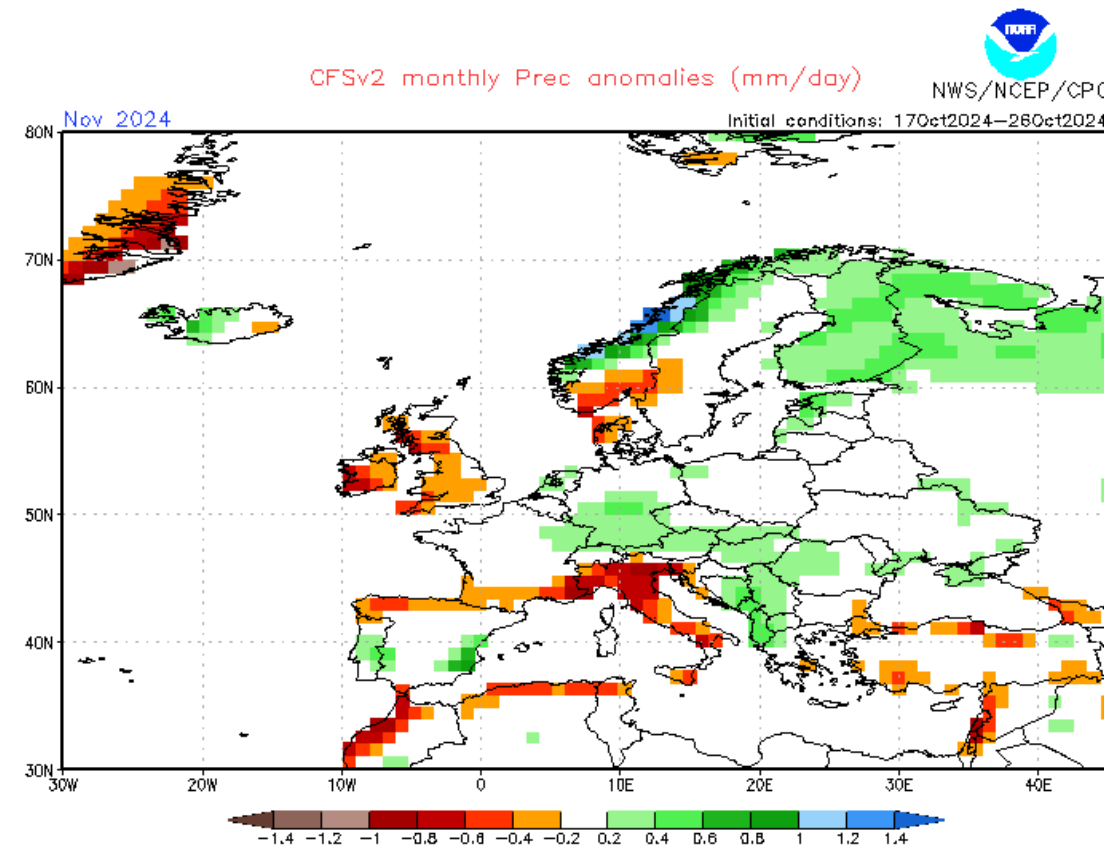 NOAA
CFSv2 monthly Prec anomalies (mm/day)
NWS/NCEP/CPC
Nov 2024
Initial conditions: 17Oct2024–26Oct2024
80N
70N
60N
50N
40N
30N
30W 20W 10W 0 10E 20E 30E 40E
-1.4 -1.2 -1 -0.8 -0.6 -0.4 -0.2 0.2 0.4 0.6 0.8 1 1.2 1.4